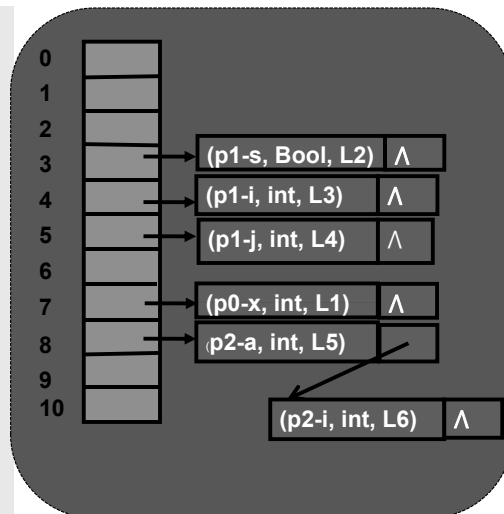 0
1
2
3 (p1-s, Bool, L2) Λ
4 (p1-i, int, L3) Λ
5 (p1-j, int, L4) Λ
6
7 (p0-x, int, L1) Λ
8 (p2-a, int, L5)
9
10 (p2-i, int, L6) Λ